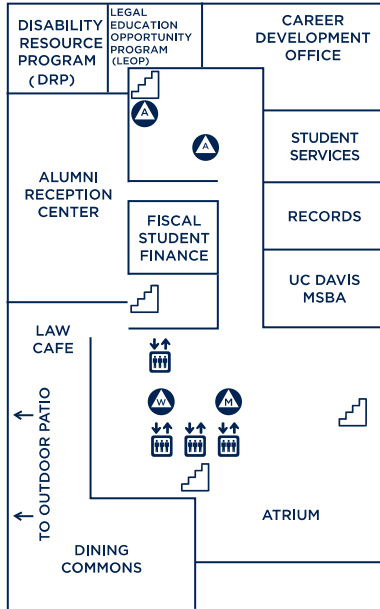 DISABILITY
RESOURCE
PROGRAM
(DRP)
LEGAL
EDUCATION
OPPORTUNITY
PROGRAM
(LEOP)
CAREER
DEVELOPMENT
OFFICE
A
A
STUDENT
SERVICES
ALUMNI
RECEPTION
CENTER
FISCAL
STUDENT
FINANCE
RECORDS
UC DAVIS
MSBA
LAW
CAFE
W
M
TO OUTDOOR PATIO
ATRIUM
DINING
COMMONS